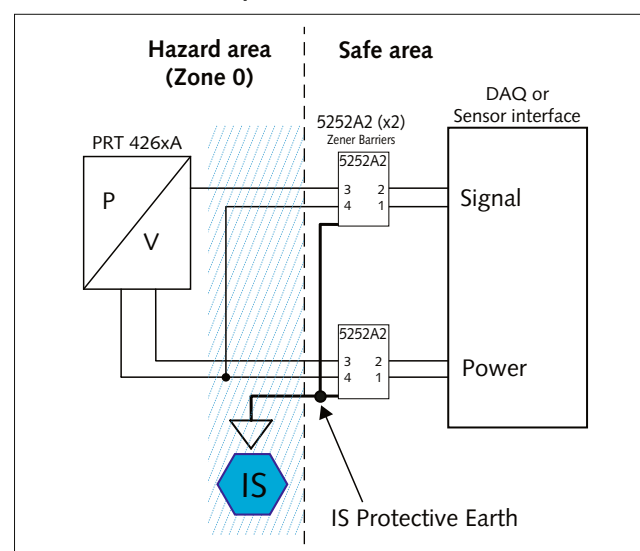 Hazard area
(Zone 0)
Safe area
DAQ or
Sensor interface
5252A2 (x2)
Zener Barriers
PRT 426xA
5252A2
P
V
3 2
4 1
Signal
5252A2
3 2
4 1
Power
IS
IS Protective Earth